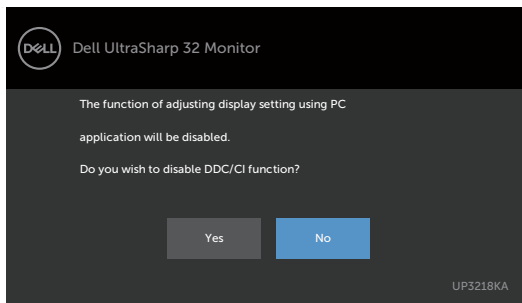 DELL
Dell UltraSharp 32 Monitor
The function of adjusting display setting using PC
application will be disabled.
Do you wish to disable DDC/CI function?
Yes
No
UP3218KA